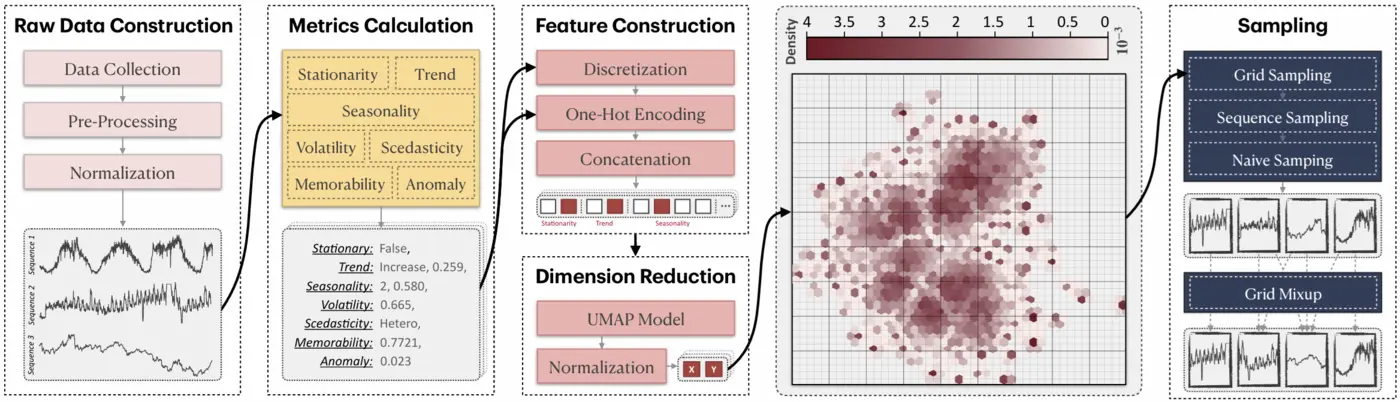 Raw Data Construction
Data Collection
Pre-Processing
Normalization
Sequence 1
Sequence 2
Sequence 3
Metrics Calculation
Stationarity
Trend
Seasonality
Volatility
Scedasticity
Memorability
Anomaly
Stationary: False,
Trend: Increase, 0.259,
Seasonality: 2, 0.580,
Volatility: 0.665,
Scedasticity: Hetero,
Memorability: 0.7721,
Anomaly: 0.023
Feature Construction
Discretization
One-Hot Encoding
Concatenation
...
Stationarity
Trend
Seasonality
Dimension Reduction
UMAP Model
Normalization
X Y
4 3.5 3 2.5 2 1.5 1 0.5 0
Density
10⁻³
Sampling
Grid Sampling
Sequence Sampling
Naive Samping
Grid Mixup